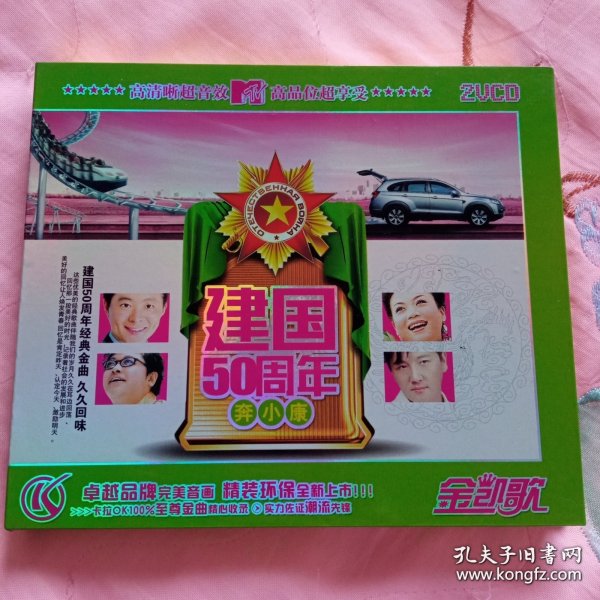 ★★★★★高清晰超音效 MTV 高品位超享受★★★★★ 2VCD
ОТЕЧЕСТВЕННАЯ ВОЙНА
建国
50周年
奔小康
建国50周年经典金曲 久久回味
卓越品牌完美音画 精装环保全新上市!!!
>>>卡拉OK100%至尊金曲精心收录 实力佐证潮流先锋
金凯歌
孔夫子旧书网
www.kongfz.com